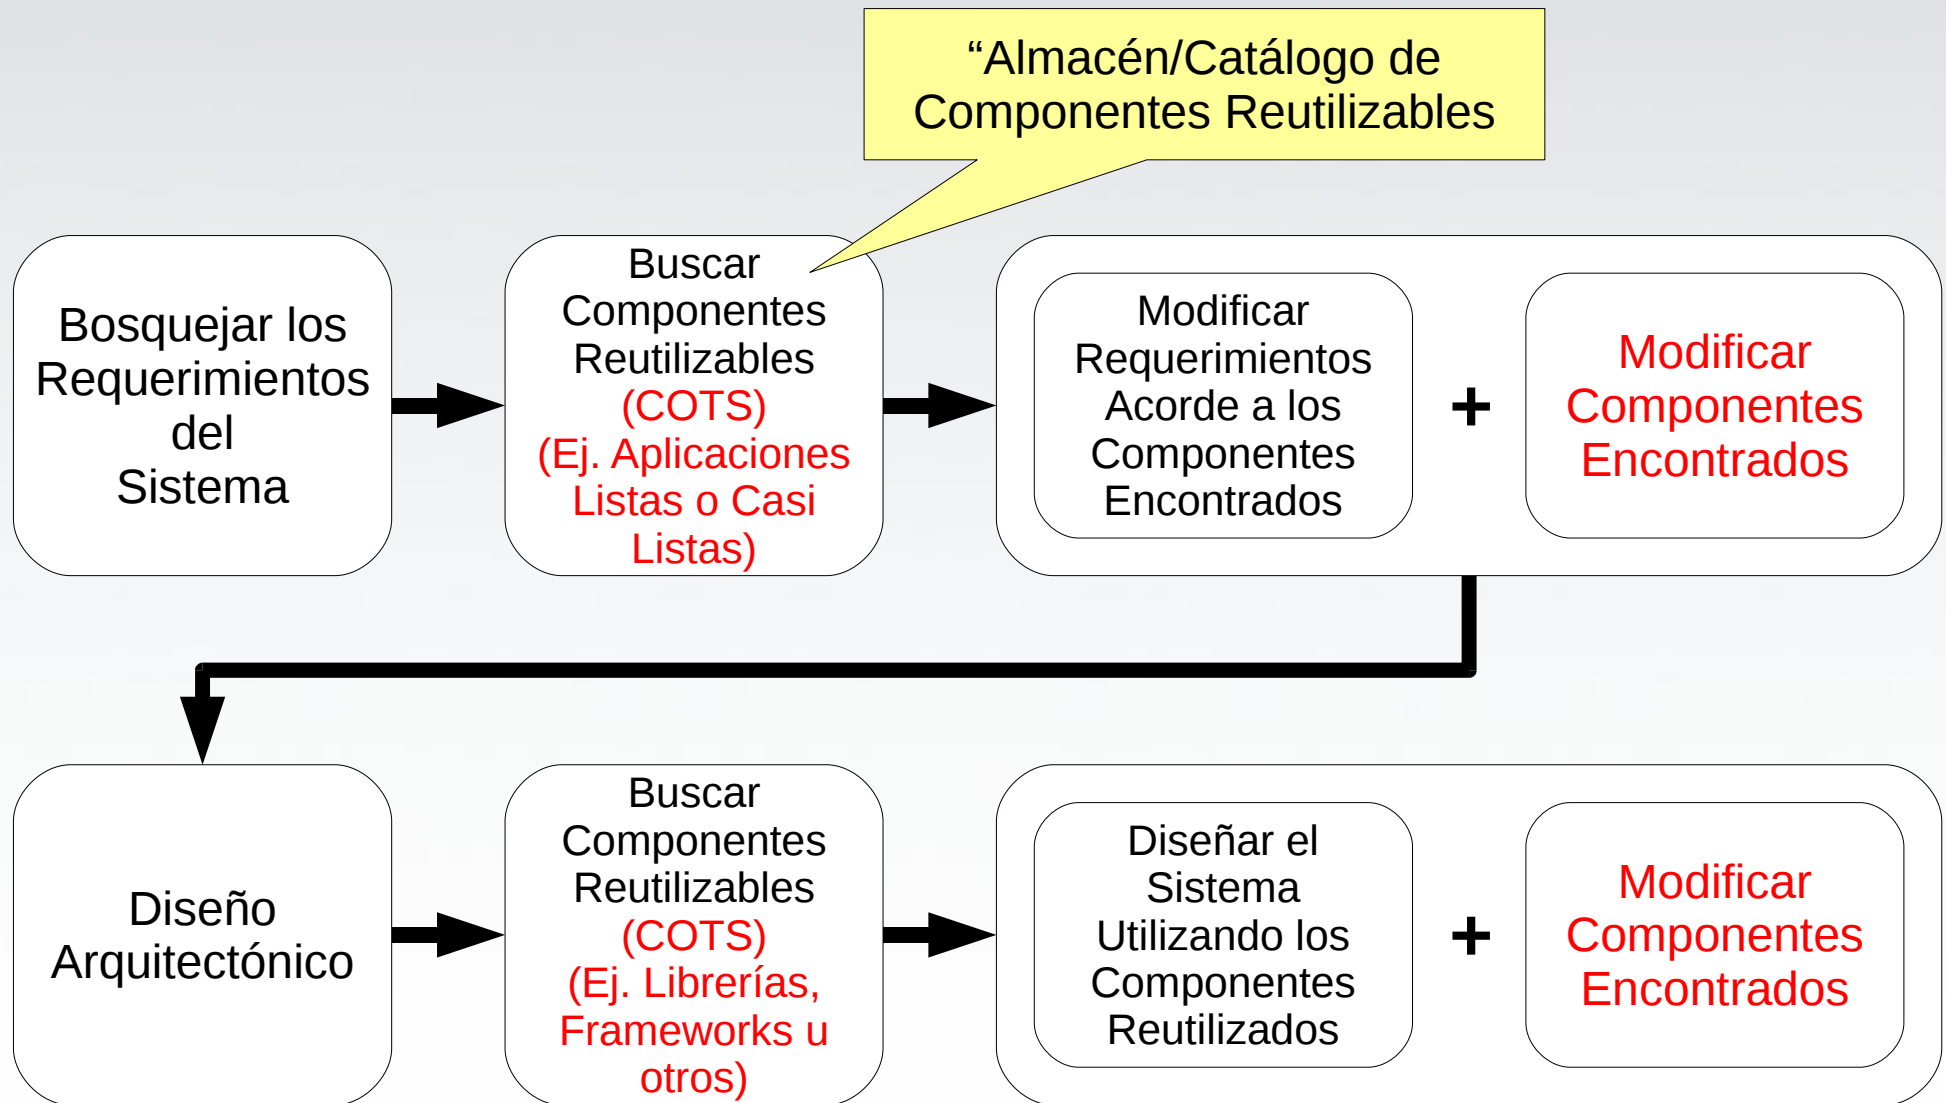 “Almacén/Catálogo de
Componentes Reutilizables
Bosquejar los
Requerimientos
del
Sistema
Buscar
Componentes
Reutilizables
(COTS)
(Ej. Aplicaciones
Listas o Casi
Listas)
Modificar
Requerimientos
Acorde a los
Componentes
Encontrados
+
Modificar
Componentes
Encontrados
Diseño
Arquitectónico
Buscar
Componentes
Reutilizables
(COTS)
(Ej. Librerías,
Frameworks u
otros)
Diseñar el
Sistema
Utilizando los
Componentes
Reutilizados
+
Modificar
Componentes
Encontrados